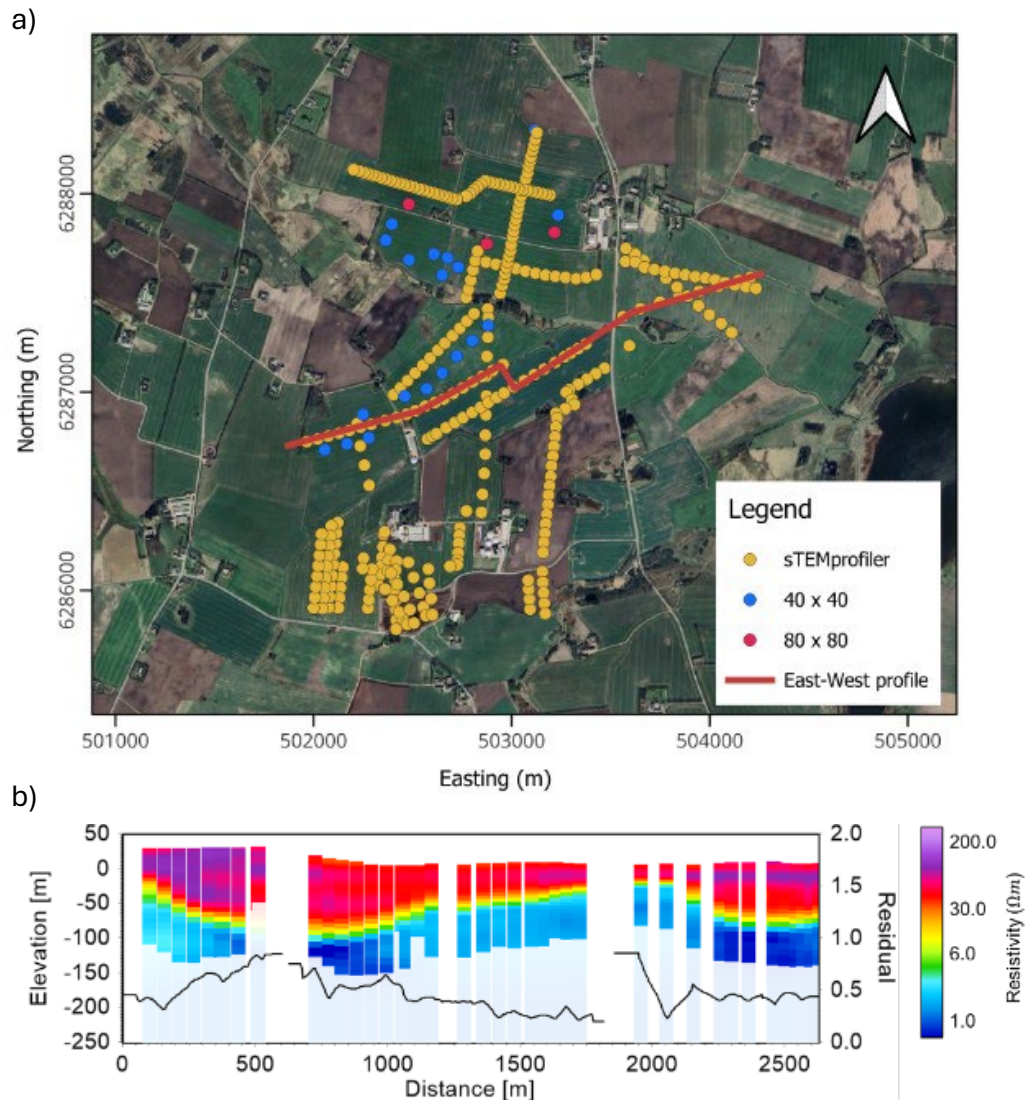 a)
6288000
6287000
6286000
Northing (m)
Legend
sTEMprofiler
40 x 40
80 x 80
East-West profile
501000 502000 503000 504000 505000
Easting (m)
b)
50
0
-50
-100
-150
-200
-250
Elevation [m]
0 500 1000 1500 2000 2500
Distance [m]
2.0
1.5
1.0
0.5
0.0
Residual
200.0
30.0
6.0
1.0
Resistivity (Ωm)